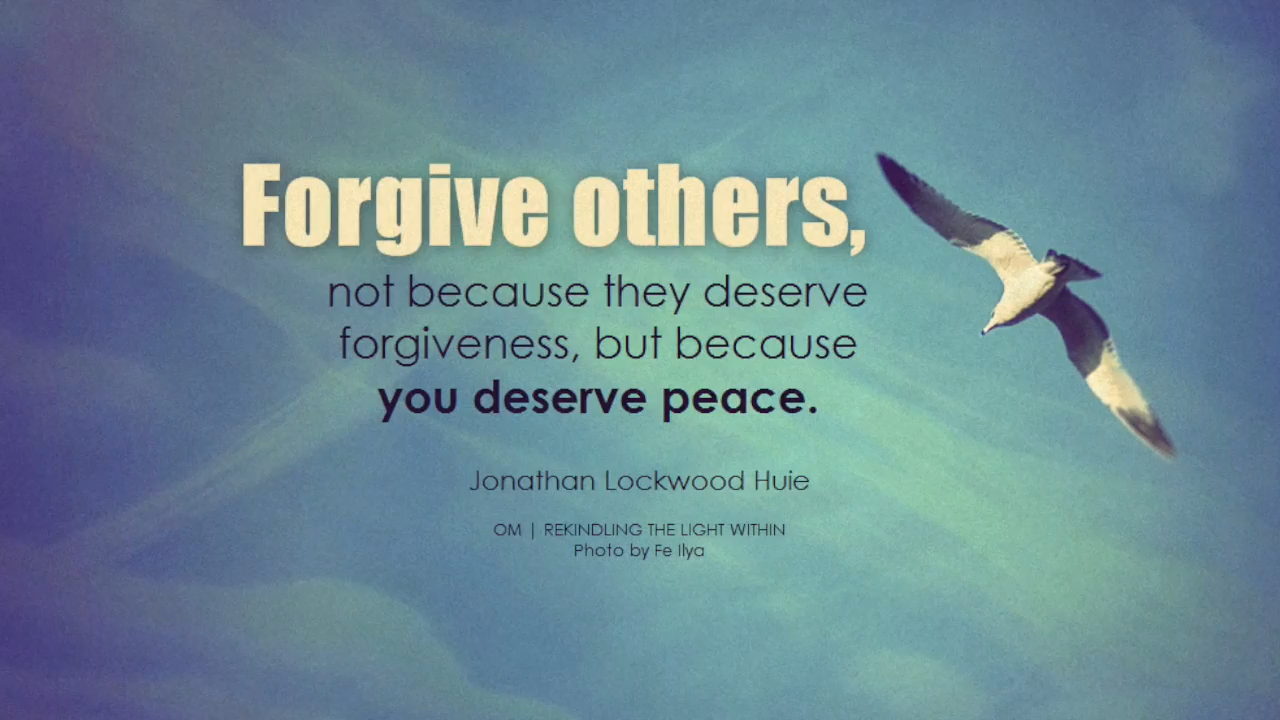 Forgive others,
not because they deserve
forgiveness, but because
you deserve peace.
Jonathan Lockwood Huie
OM | REKINDLING THE LIGHT WITHIN
Photo by Fe Ilya